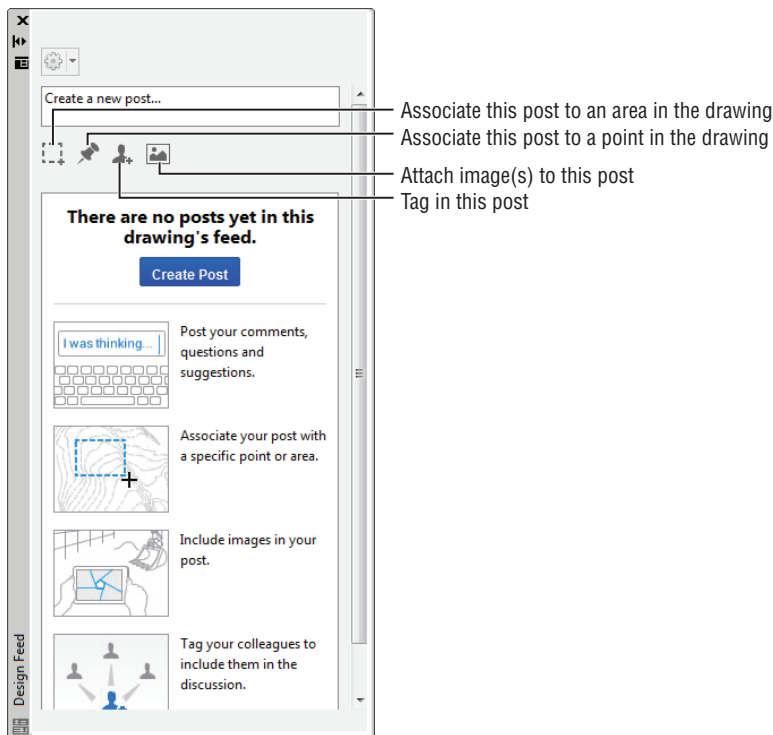 Create a new post...
Associate this post to an area in the drawing
Associate this post to a point in the drawing
Attach image(s) to this post
Tag in this post
There are no posts yet in this
drawing's feed.
Create Post
I was thinking...
Post your comments,
questions and
suggestions.
Associate your post with
a specific point or area.
Include images in your
post.
Tag your colleagues to
include them in the
discussion.
Design Feed